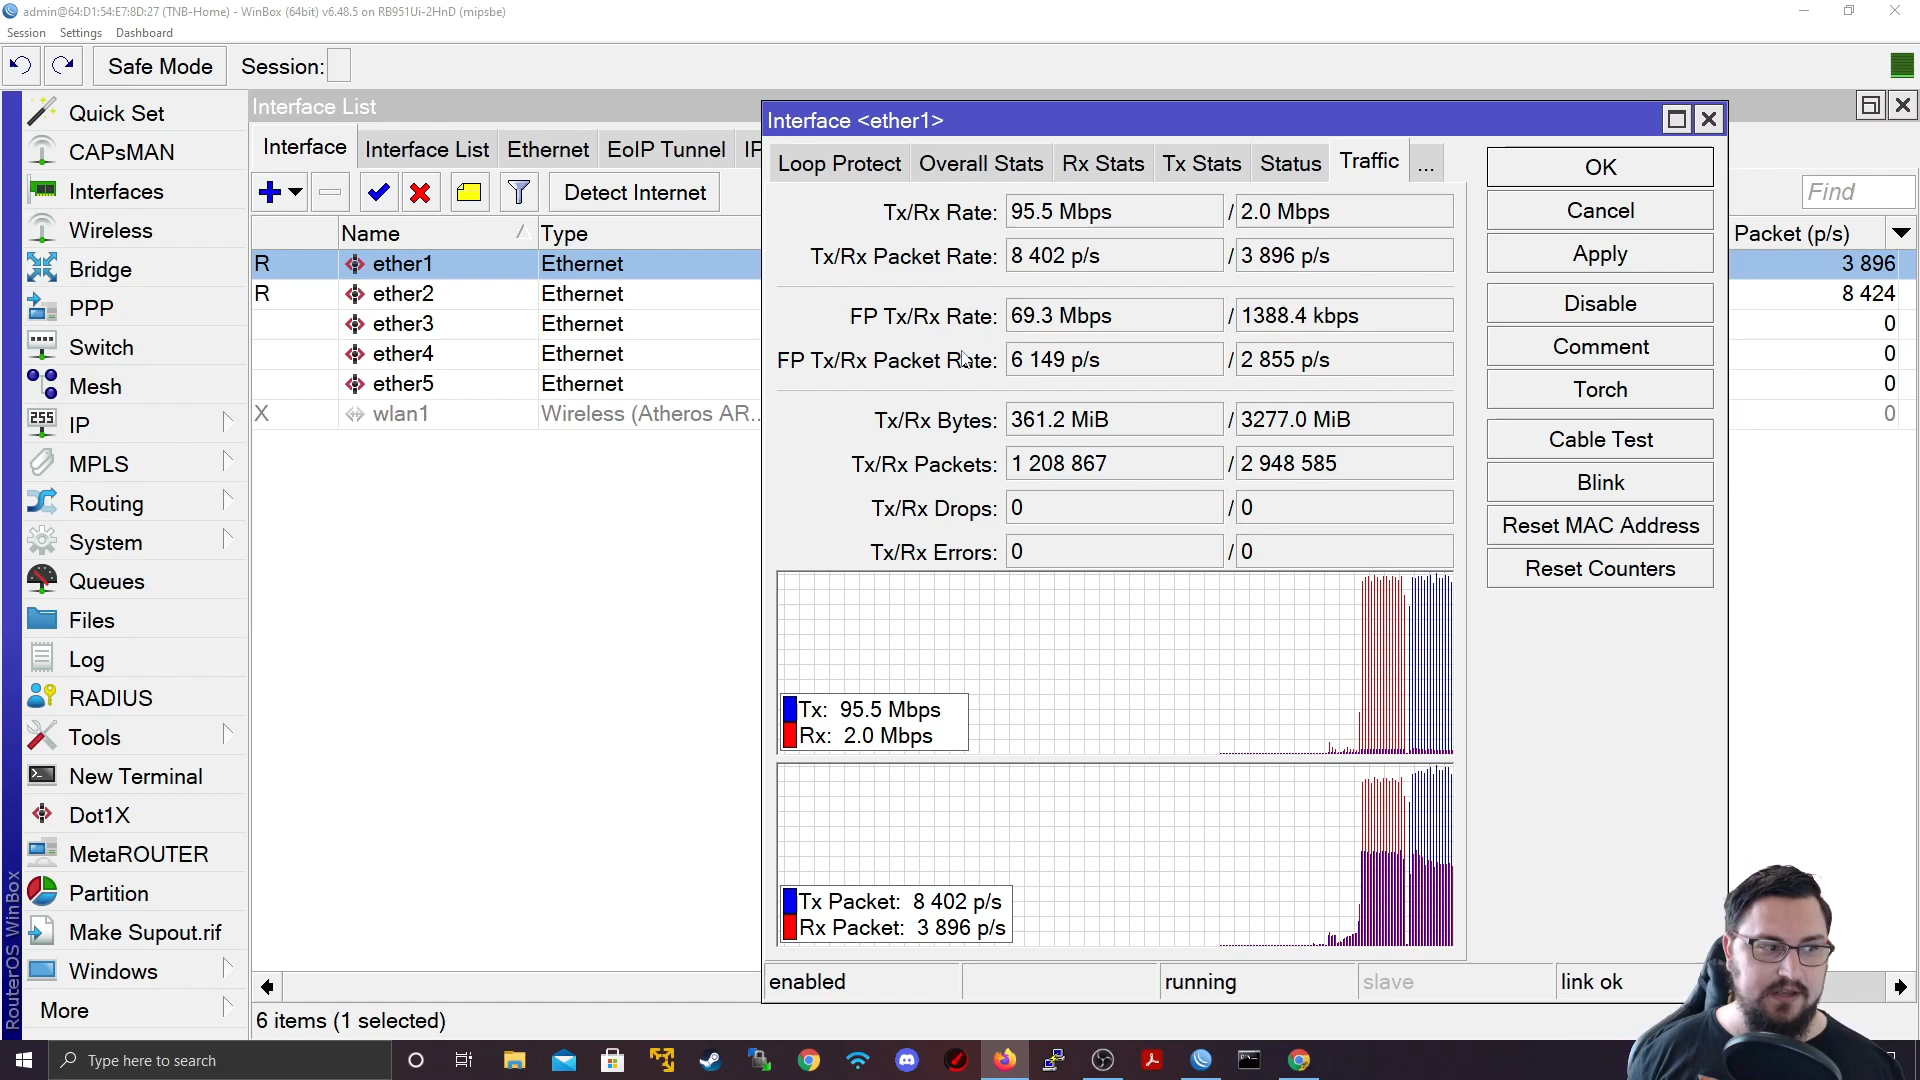 admin@64:D1:54:E7:8D:27 (TNB-Home) - WinBox (64bit) v6.48.5 on RB951Ui-2HnD (mipsbe)
Session Settings Dashboard
Safe Mode Session:
Quick Set
CAPsMAN
Interfaces
Wireless
Bridge
PPP
Switch
Mesh
255 IP
MPLS
Routing
System
Queues
Files
Log
RADIUS
Tools
New Terminal
Dot1X
MetaROUTER
Partition
Make Supout.rif
Windows
More
RouterOS WinBox
Interface List
Interface Interface List Ethernet EoIP Tunnel IP
Detect Internet
Find
Name Type
Packet (p/s)
R ether1 Ethernet 3 896
R ether2 Ethernet 8 424
ether3 Ethernet 0
ether4 Ethernet 0
ether5 Ethernet 0
X wlan1 Wireless (Atheros AR... 0
6 items (1 selected)
Interface <ether1>
Loop Protect Overall Stats Rx Stats Tx Stats Status Traffic ...
Tx/Rx Rate: 95.5 Mbps / 2.0 Mbps
Tx/Rx Packet Rate: 8 402 p/s / 3 896 p/s
FP Tx/Rx Rate: 69.3 Mbps / 1388.4 kbps
FP Tx/Rx Packet Rate: 6 149 p/s / 2 855 p/s
Tx/Rx Bytes: 361.2 MiB / 3277.0 MiB
Tx/Rx Packets: 1 208 867 / 2 948 585
Tx/Rx Drops: 0 / 0
Tx/Rx Errors: 0 / 0
Tx: 95.5 Mbps
Rx: 2.0 Mbps
Tx Packet: 8 402 p/s
Rx Packet: 3 896 p/s
enabled running slave link ok
OK
Cancel
Apply
Disable
Comment
Torch
Cable Test
Blink
Reset MAC Address
Reset Counters
Type here to search